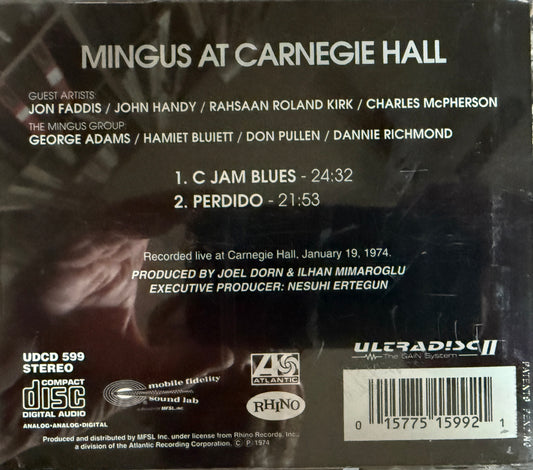 MINGUS AT CARNEGIE HALL
GUEST ARTISTS:
JON FADDIS / JOHN HANDY / RAHSAAN ROLAND KIRK / CHARLES McPHERSON
THE MINGUS GROUP:
GEORGE ADAMS / HAMIET BLUIETT / DON PULLEN / DANNIE RICHMOND
1. C JAM BLUES - 24:32
2. PERDIDO - 21:53
Recorded live at Carnegie Hall, January 19, 1974.
PRODUCED BY JOEL DORN & ILHAN MIMAROGLU
EXECUTIVE PRODUCER: NESUHI ERTEGUN
UDCD 599
STEREO
COMPACT
disc
DIGITAL AUDIO
ANALOG•ANALOG•DIGITAL
mobile fidelity
sound lab
MFSL, INC.
ATLANTIC
RHINO
ULTRADISC II
The GAIN System
0 15775 15992 1
Produced and distributed by MFSL Inc. under license from Rhino Records, Inc.,
a division of the Atlantic Recording Corporation. C P 1974